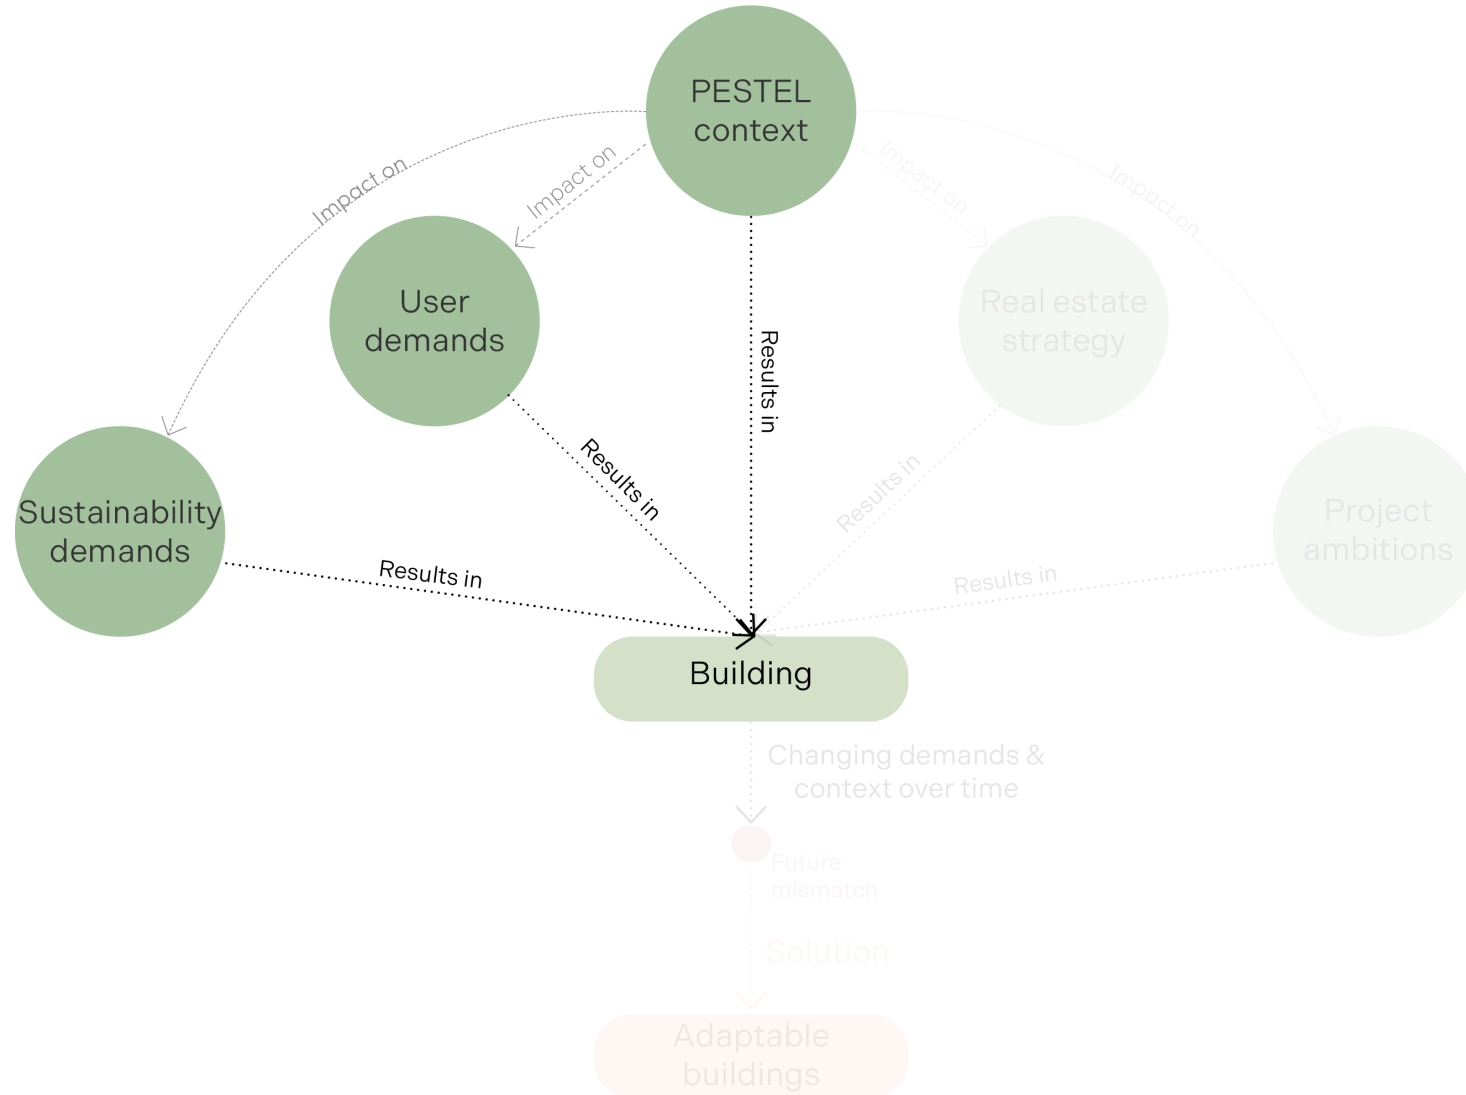 PESTEL
context
Impact on
Impact on
Impact on
Impact on
User
demands
Real estate
strategy
Results in
Sustainability
demands
Project
ambitions
Results in
Results in
Results in
Results in
Building
Changing demands &
context over time
Future
mismatch
Solution
Adaptable
buildings